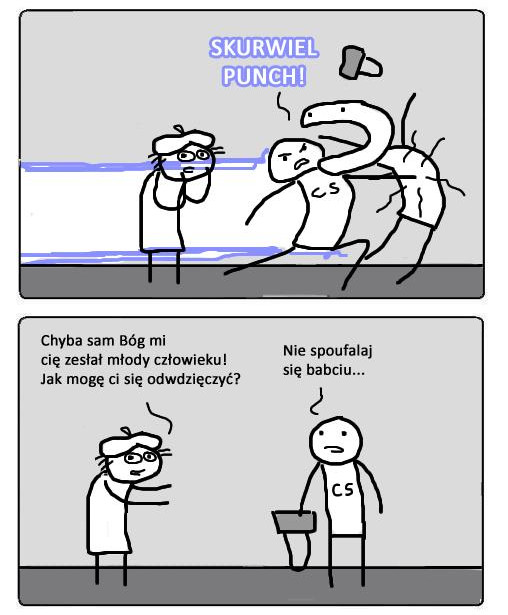 SKURWIEL
PUNCH!
CS
Chyba sam Bóg mi
cię zesłał młody człowieku!
Jak mogę ci się odwdzięczyć?
Nie spoufalaj
się babciu...
CS